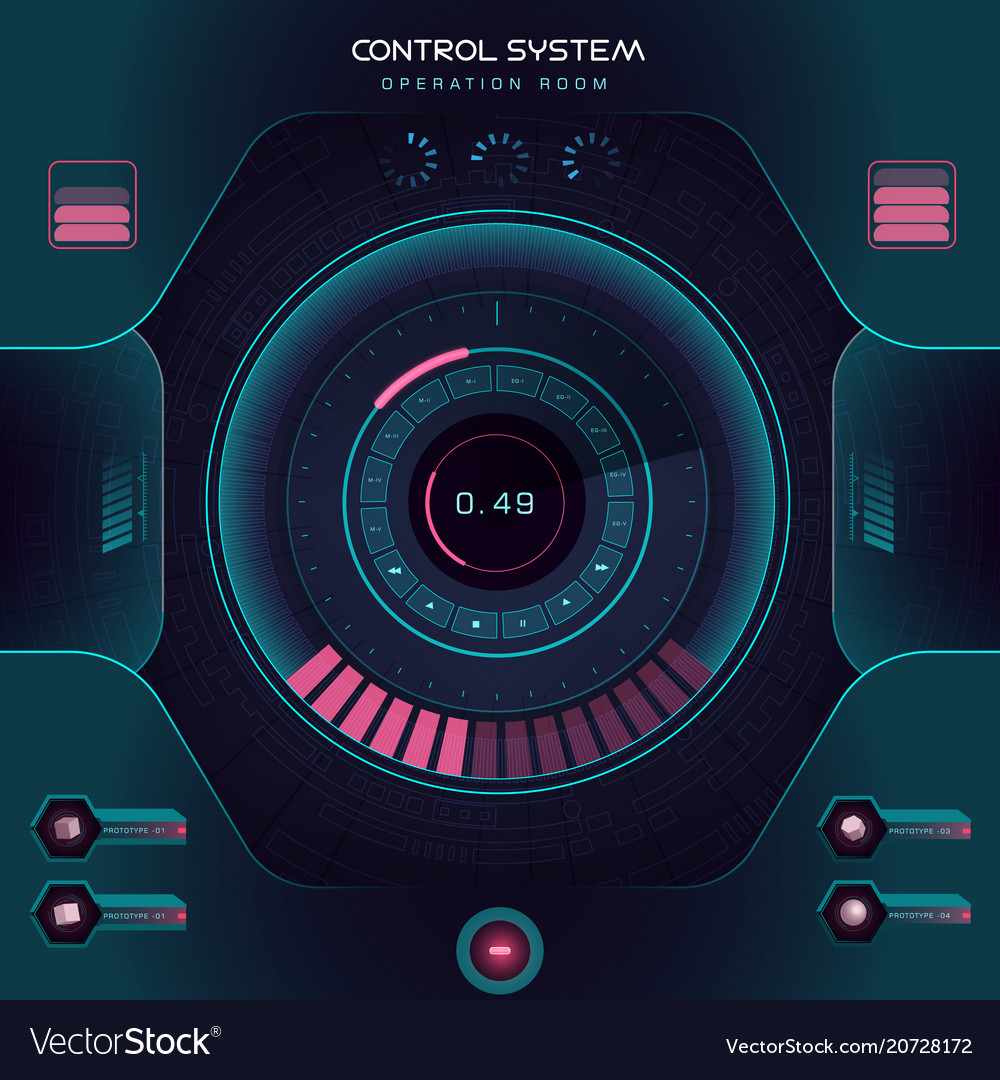 CONTROL SYSTEM
OPERATION ROOM
M-I
EG-I
M-II
EG-II
M-III
EG-III
M-IV
EG-IV
0.49
M-V
EG-V
PROTOTYPE -01
PROTOTYPE -03
PROTOTYPE -01
PROTOTYPE -04
VectorStock®
VectorStock.com/20728172